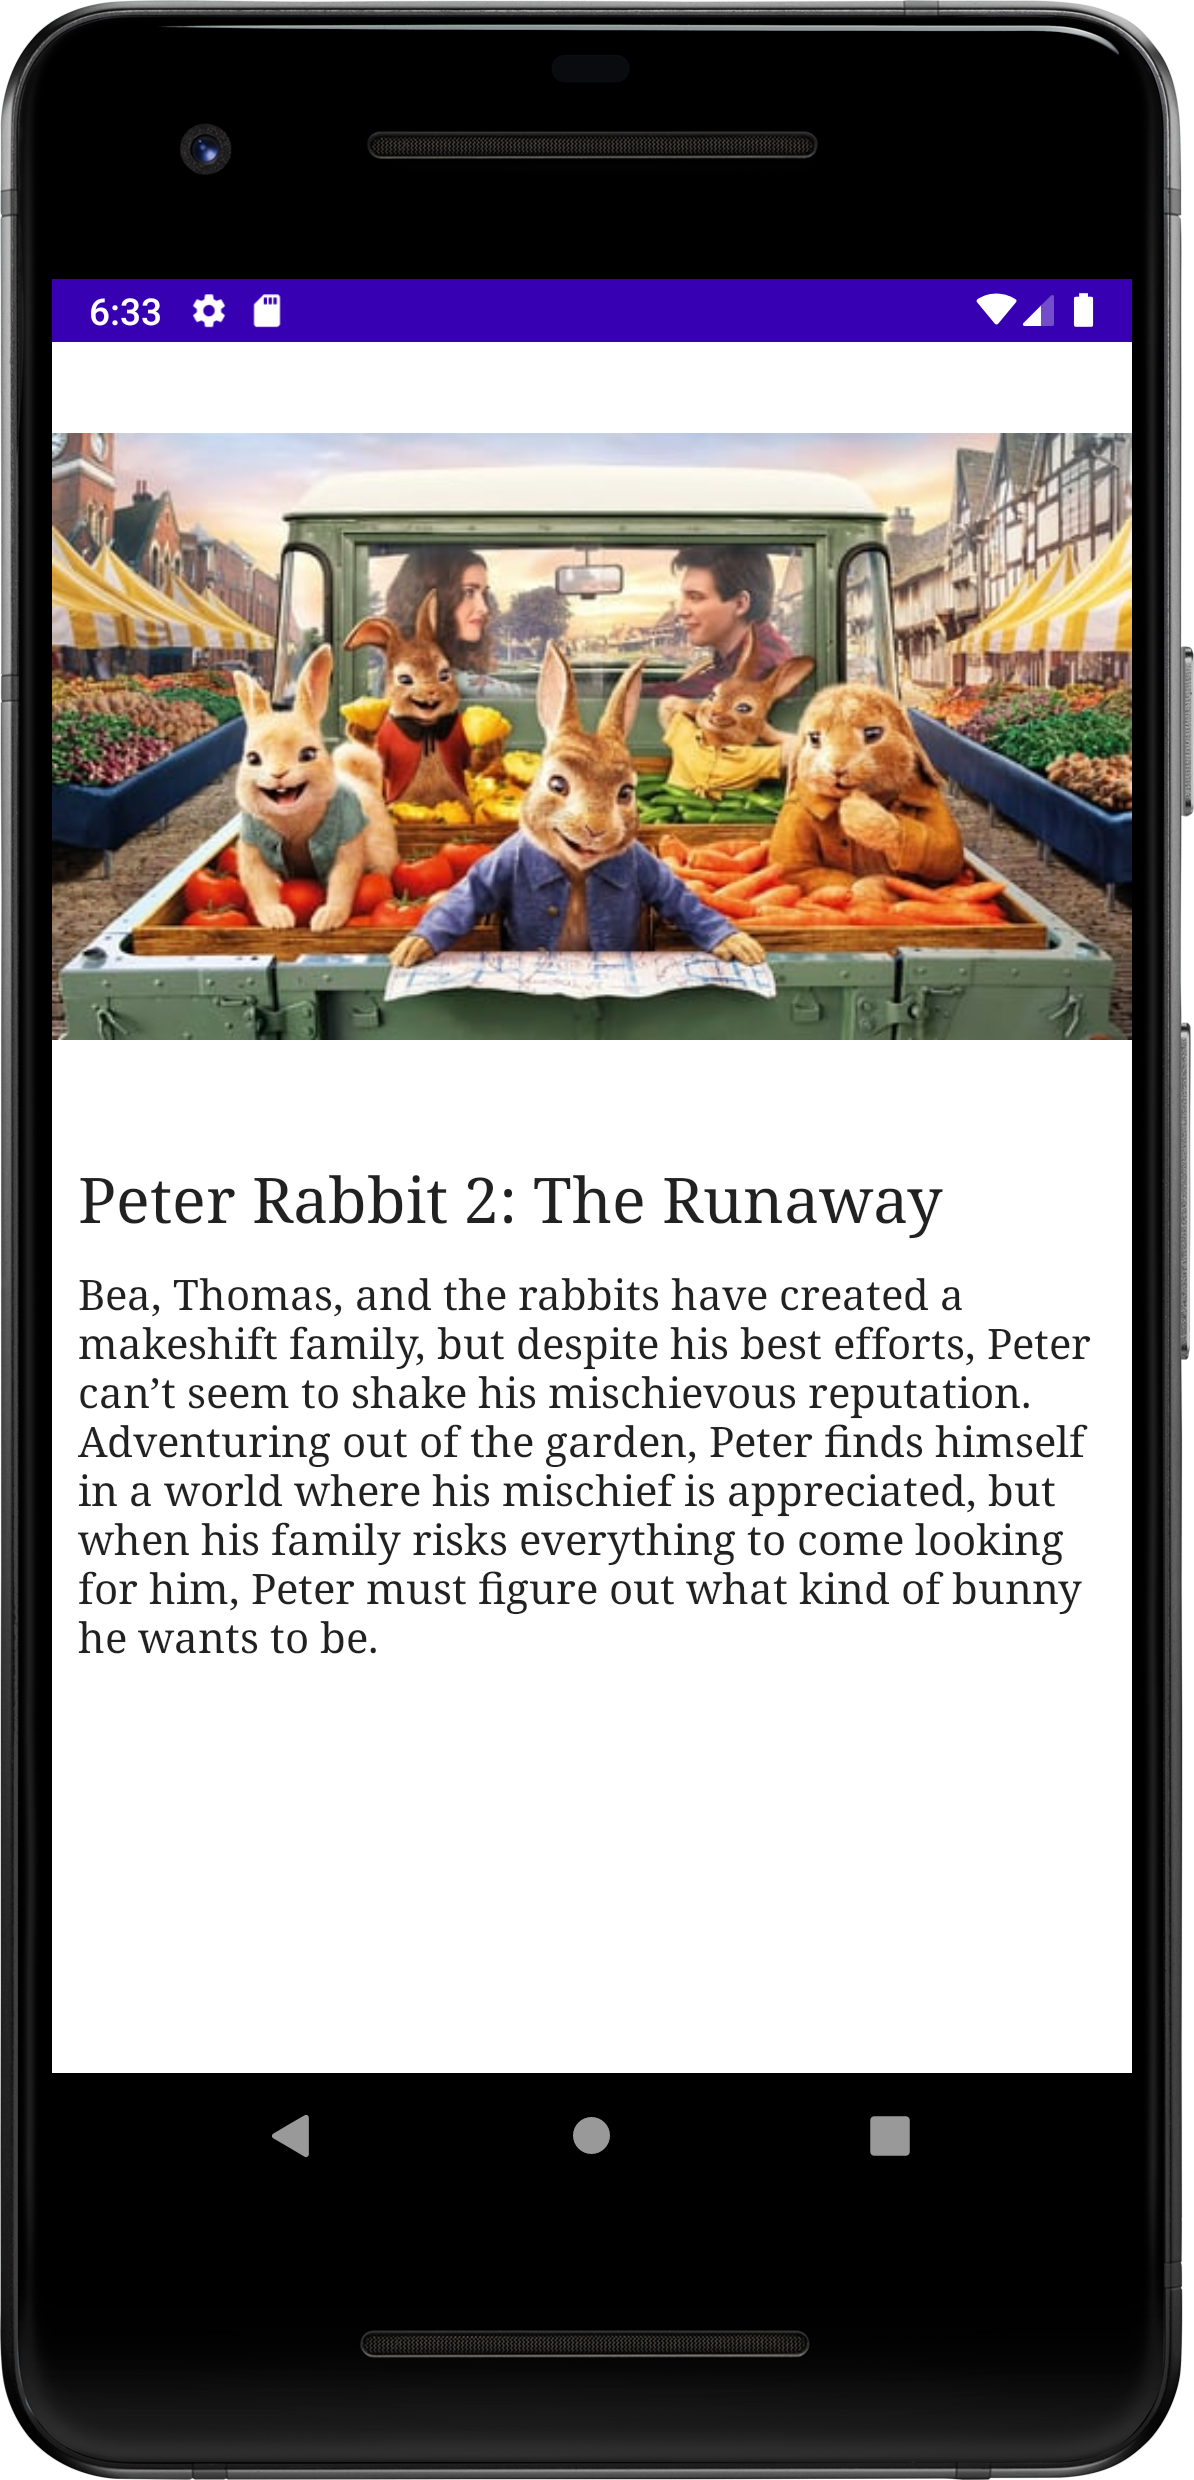 6:33
Peter Rabbit 2: The Runaway
Bea, Thomas, and the rabbits have created a
makeshift family, but despite his best efforts, Peter
can’t seem to shake his mischievous reputation.
Adventuring out of the garden, Peter finds himself
in a world where his mischief is appreciated, but
when his family risks everything to come looking
for him, Peter must figure out what kind of bunny
he wants to be.